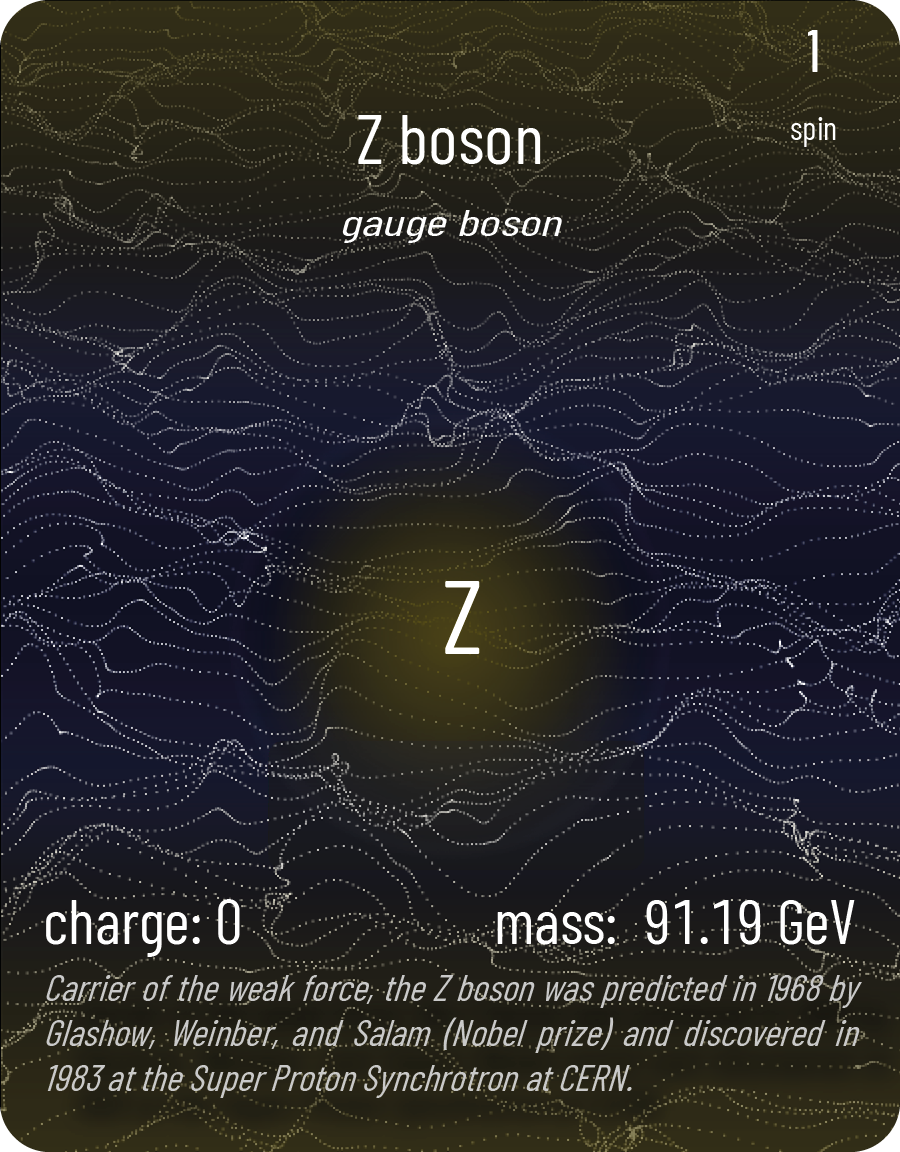 1
spin
Z boson
gauge boson
Z
charge: 0
mass: 91.19 GeV
Carrier of the weak force, the Z boson was predicted in 1968 by
Glashow, Weinber, and Salam (Nobel prize) and discovered in
1983 at the Super Proton Synchrotron at CERN.